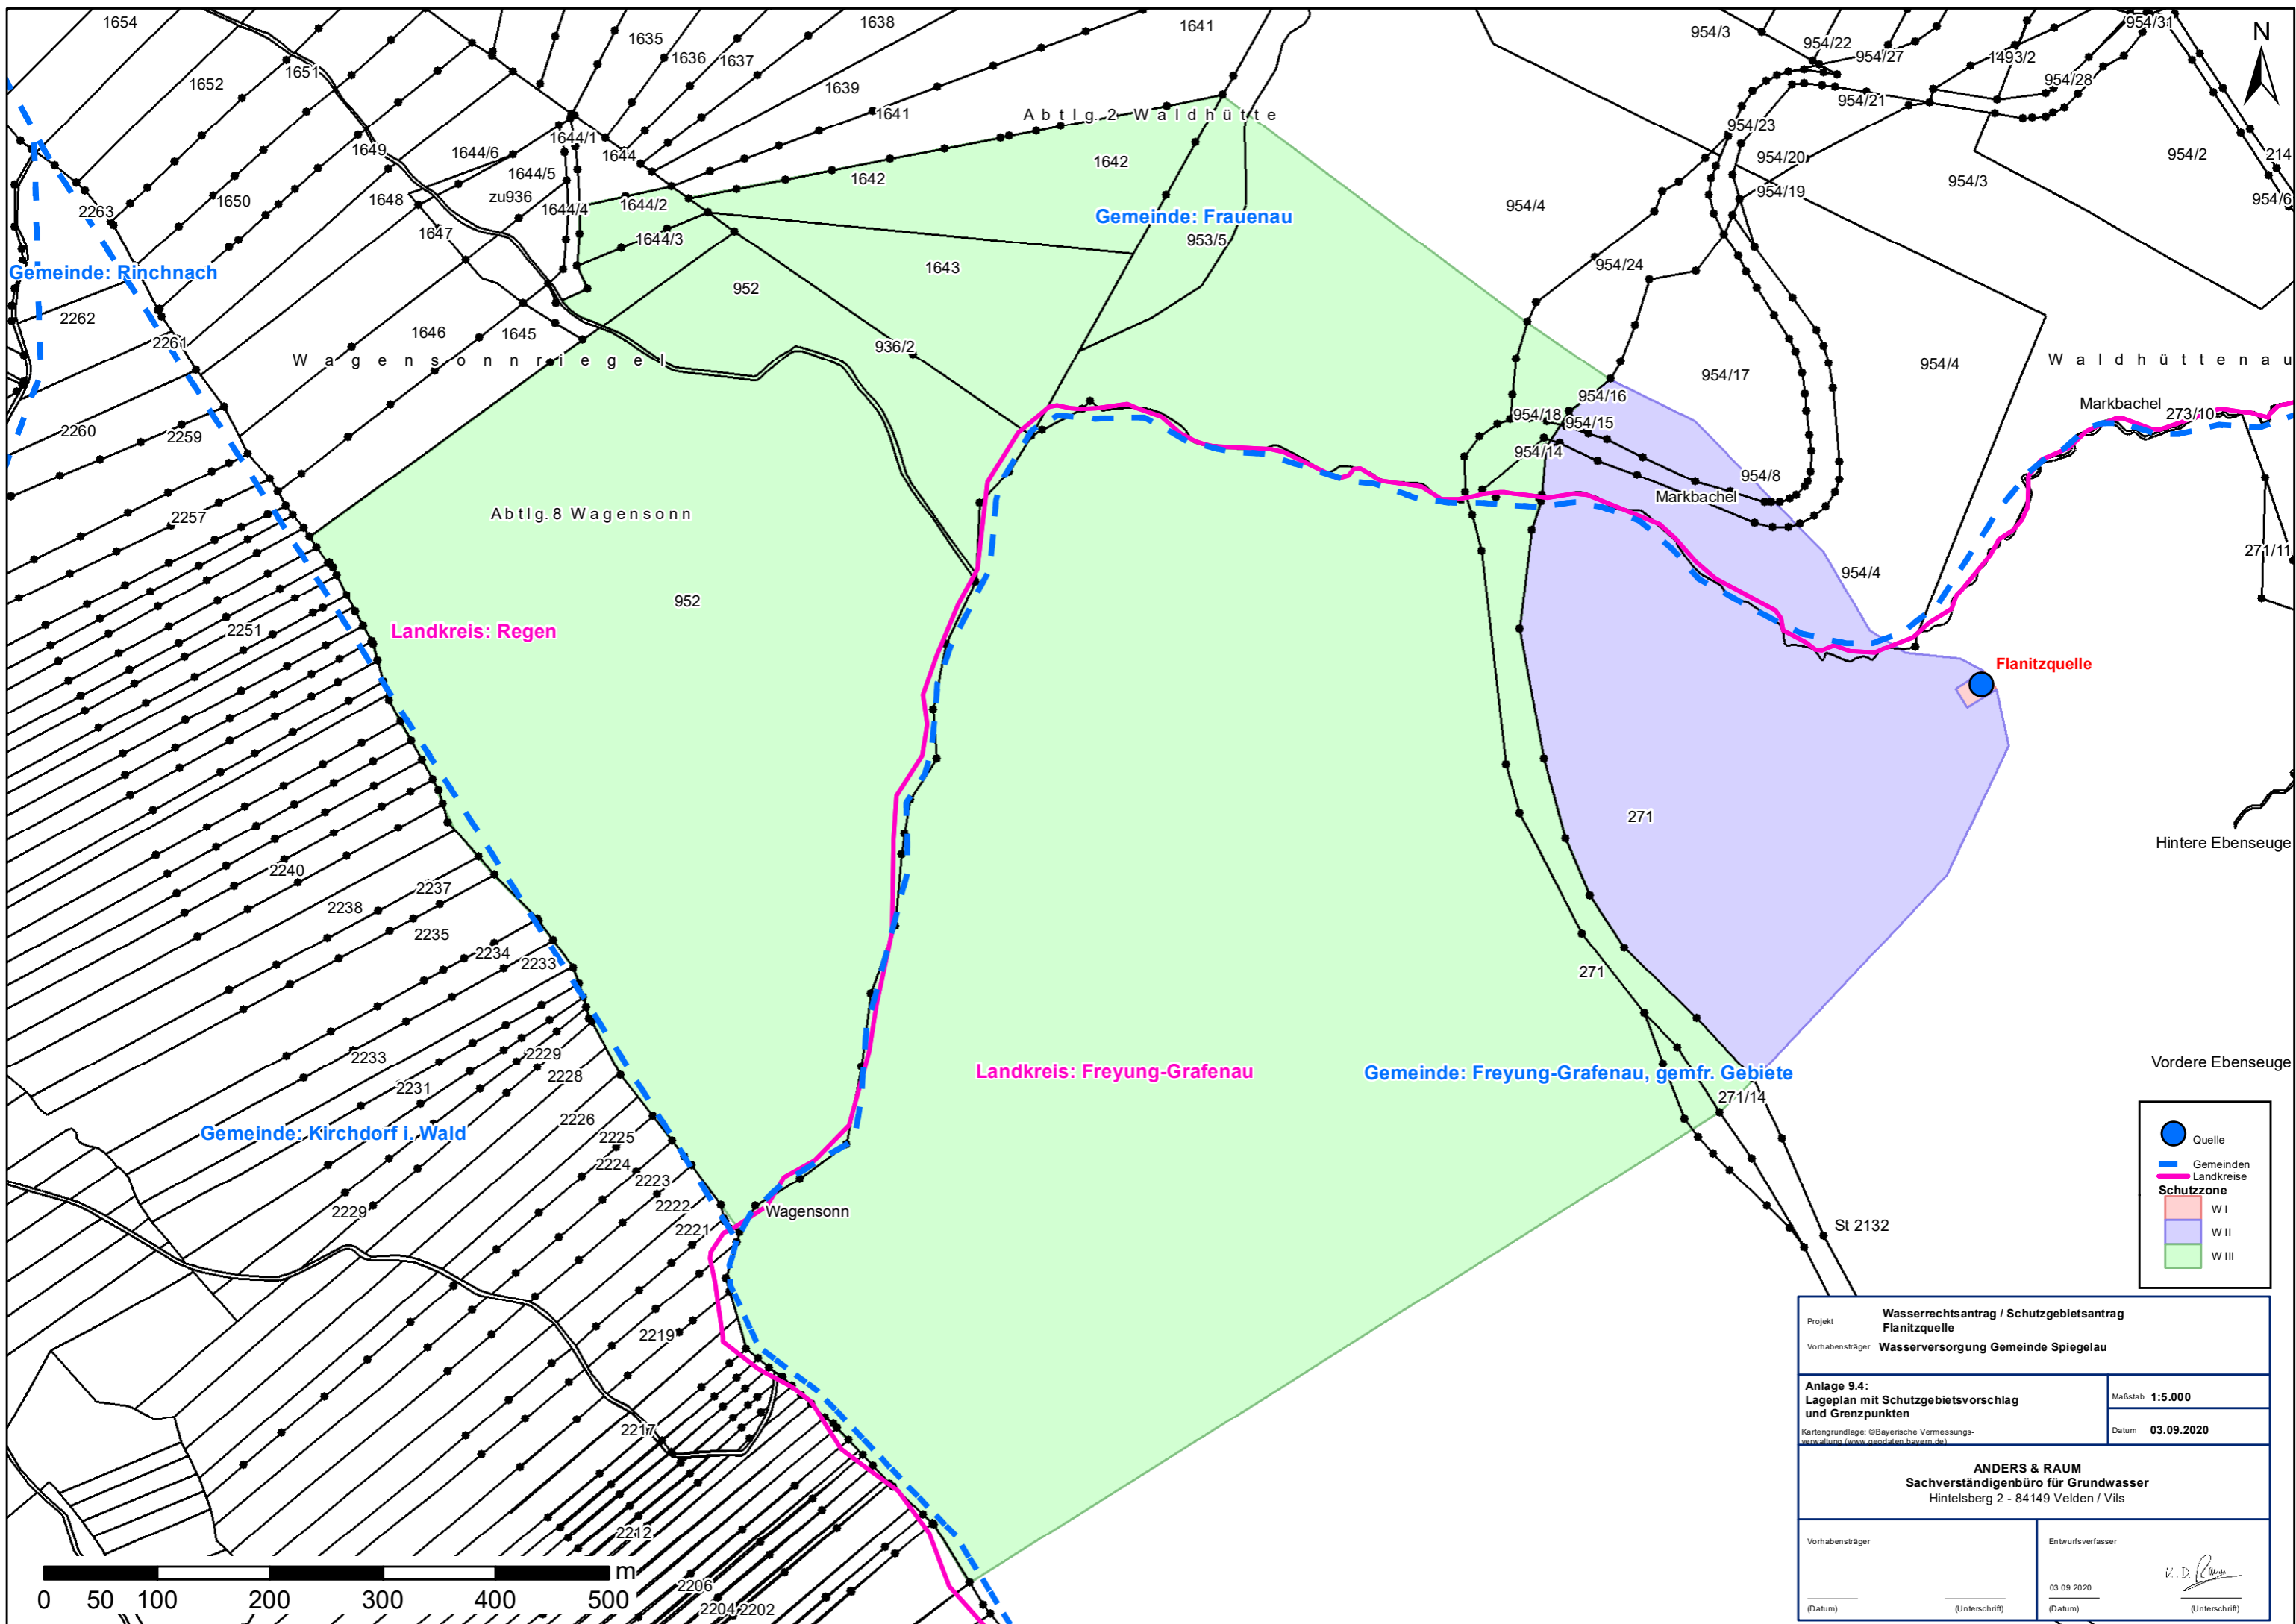 1654
1638
1641
954/3
954/31
1635
954/22
N
1651
1636
1637
954/27
1493/2
1652
954/28
1639
954/21
1641
Abtlg.2 Waldhütte
954/23
1644/1
1649
1644/6
1644
954/20
954/2
214
1642
1644/5
1642
954/3
954/19
zu936
1648
1650
1644/2
954/4
954/6
2263
1644/4
Gemeinde: Frauenau
1647
1644/3
953/5
Gemeinde: Rinchnach
1643
954/24
952
2262
1646
1645
2261
936/2
Wagensonnriegel
Waldhüttenau
954/17
954/4
954/16
Markbachel
954/18
273/10
954/15
2260
2259
954/14
954/8
Markbachel
2257
Abtlg.8 Wagensonn
271/11
954/4
952
2251
Landkreis: Regen
Flanitzquelle
271
Hintere Ebenseuge
2240
2237
2238
2235
2234
2233
271
2233
2229
Vordere Ebenseuge
Landkreis: Freyung-Grafenau
Gemeinde: Freyung-Grafenau, gemfr. Gebiete
2228
2231
271/14
2226
Gemeinde: Kirchdorf i. Wald
2225
2224
2223
2222
2229
Wagensonn
2221
St 2132
Quelle
Gemeinden
Landkreise
Schutzzone
W I
W II
W III
2219
2217
2212
2206
2204
2202
0 50 100 200 300 400 500 m
Projekt Wasserrechtsantrag / Schutzgebietsantrag
Flanitzquelle
Vorhabensträger Wasserversorgung Gemeinde Spiegelau
Anlage 9.4:
Lageplan mit Schutzgebietsvorschlag
und Grenzpunkten
Kartengrundlage: ©Bayerische Vermessungs-
verwaltung (www.geodaten.bayern.de)
Maßstab 1:5.000
Datum 03.09.2020
ANDERS & RAUM
Sachverständigenbüro für Grundwasser
Hintelsberg 2 - 84149 Velden / Vils
Vorhabensträger
(Datum) (Unterschrift)
Entwurfsverfasser
03.09.2020
(Datum) (Unterschrift)